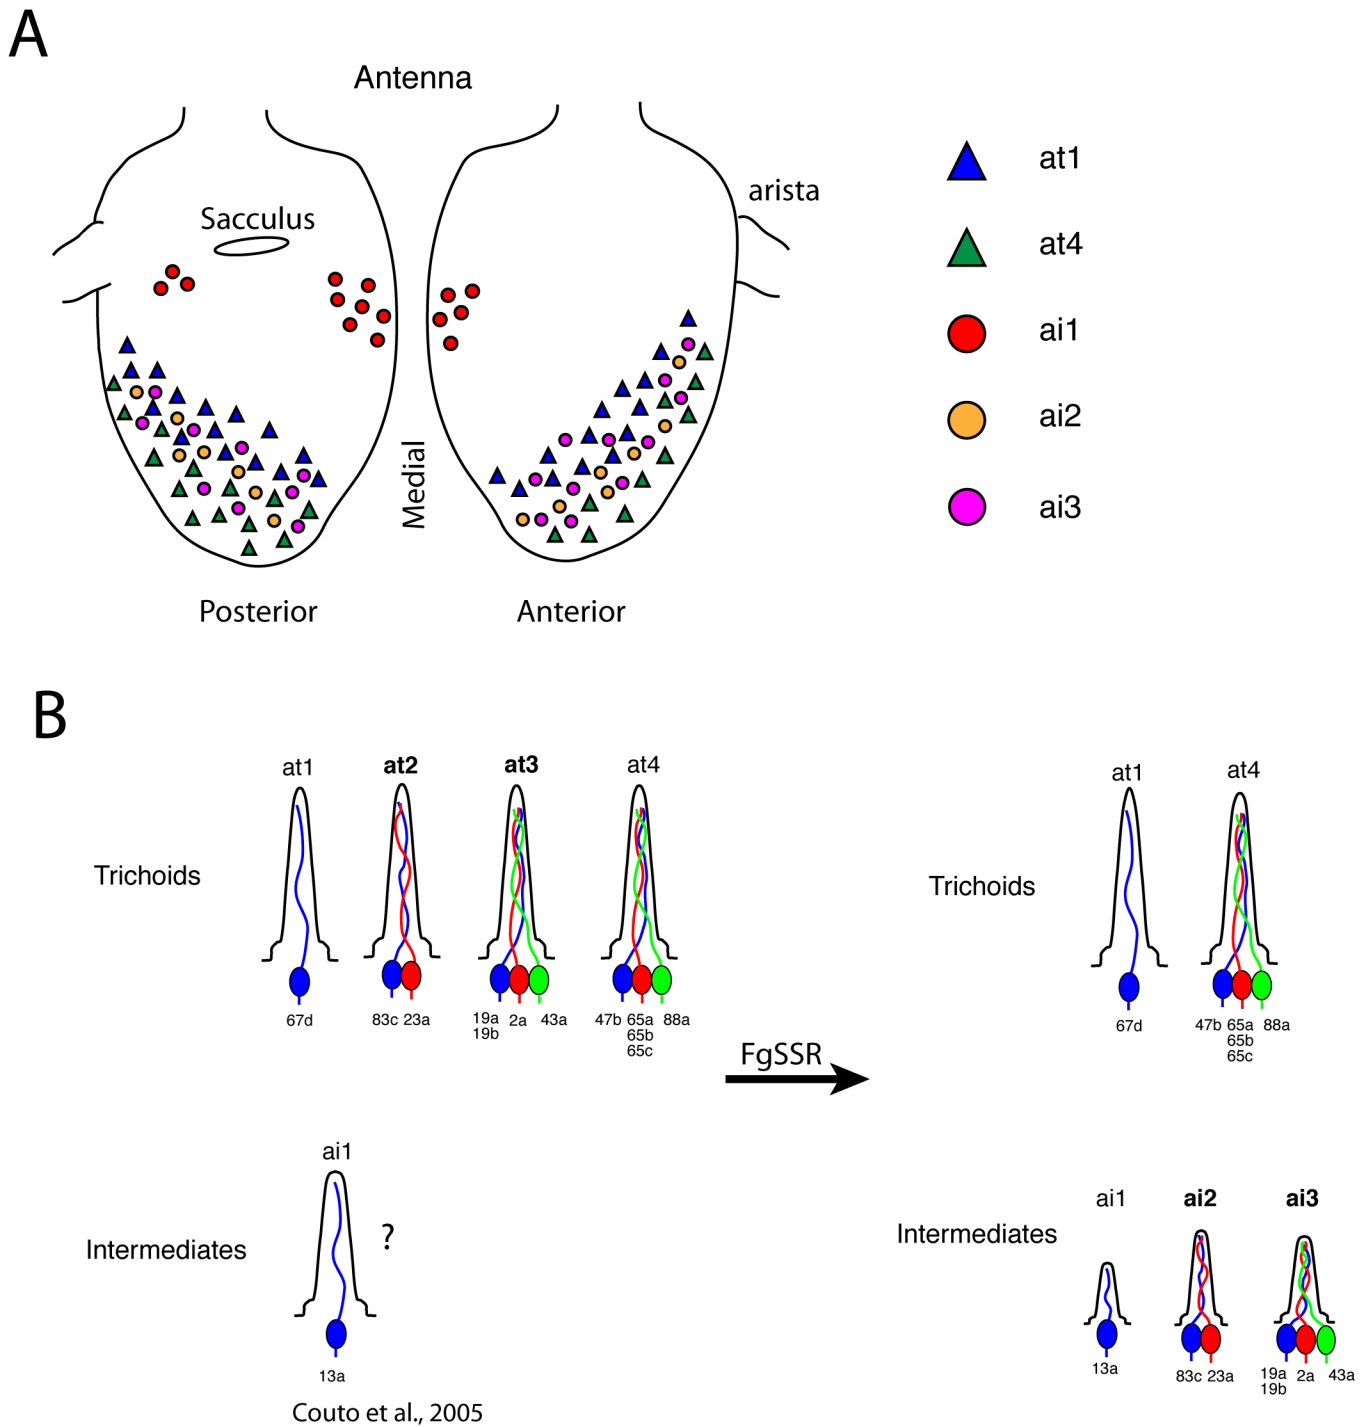 A
Antenna
Sacculus
arista
Medial
Posterior
Anterior
at1
at4
ai1
ai2
ai3
B
at1 at2 at3 at4
Trichoids
67d 83c 23a 19a 2a 43a 47b 65a 88a
19b 65b
65c
FgSSR
at1 at4
Trichoids
67d 47b 65a 88a
65b
65c
ai1
Intermediates
?
13a
Couto et al., 2005
ai1 ai2 ai3
Intermediates
13a 83c 23a 19a 2a 43a
19b